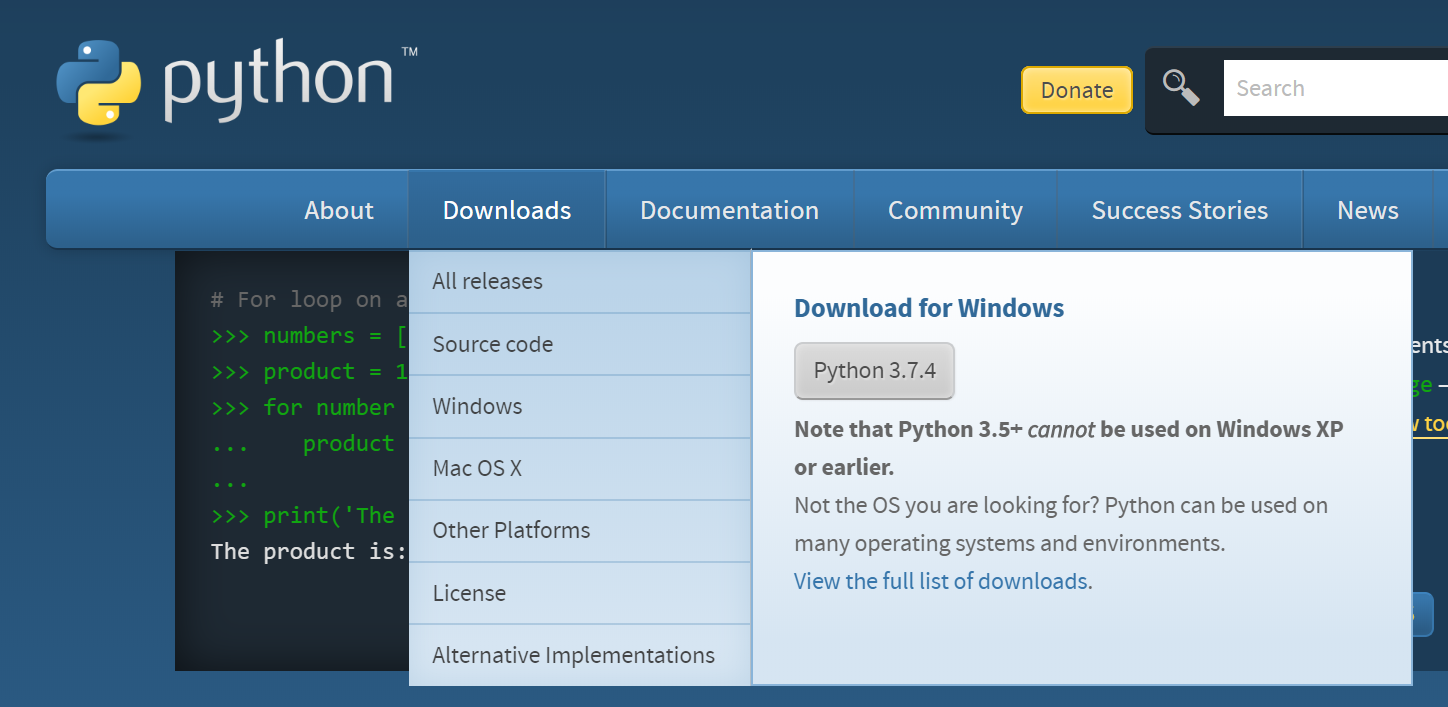 python™
Donate
Search
About
Downloads
Documentation
Community
Success Stories
News
# For loop on a
>>> numbers = [
>>> product = 1
>>> for number
...    product
...
>>> print('The
The product is:
All releases
Source code
Windows
Mac OS X
Other Platforms
License
Alternative Implementations
Download for Windows
Python 3.7.4
Note that Python 3.5+ cannot be used on Windows XP
or earlier.
Not the OS you are looking for? Python can be used on
many operating systems and environments.
View the full list of downloads.